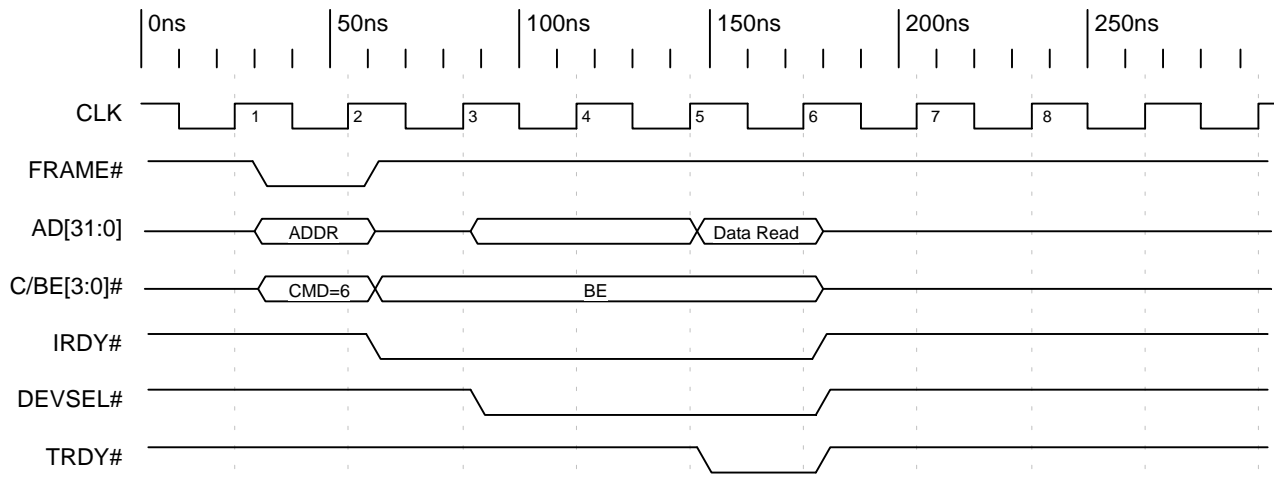 0ns 50ns 100ns 150ns 200ns 250ns
CLK 1 2 3 4 5 6 7 8
FRAME#
AD[31:0] ADDR Data Read
C/BE[3:0]# CMD=6 BE
IRDY#
DEVSEL#
TRDY#